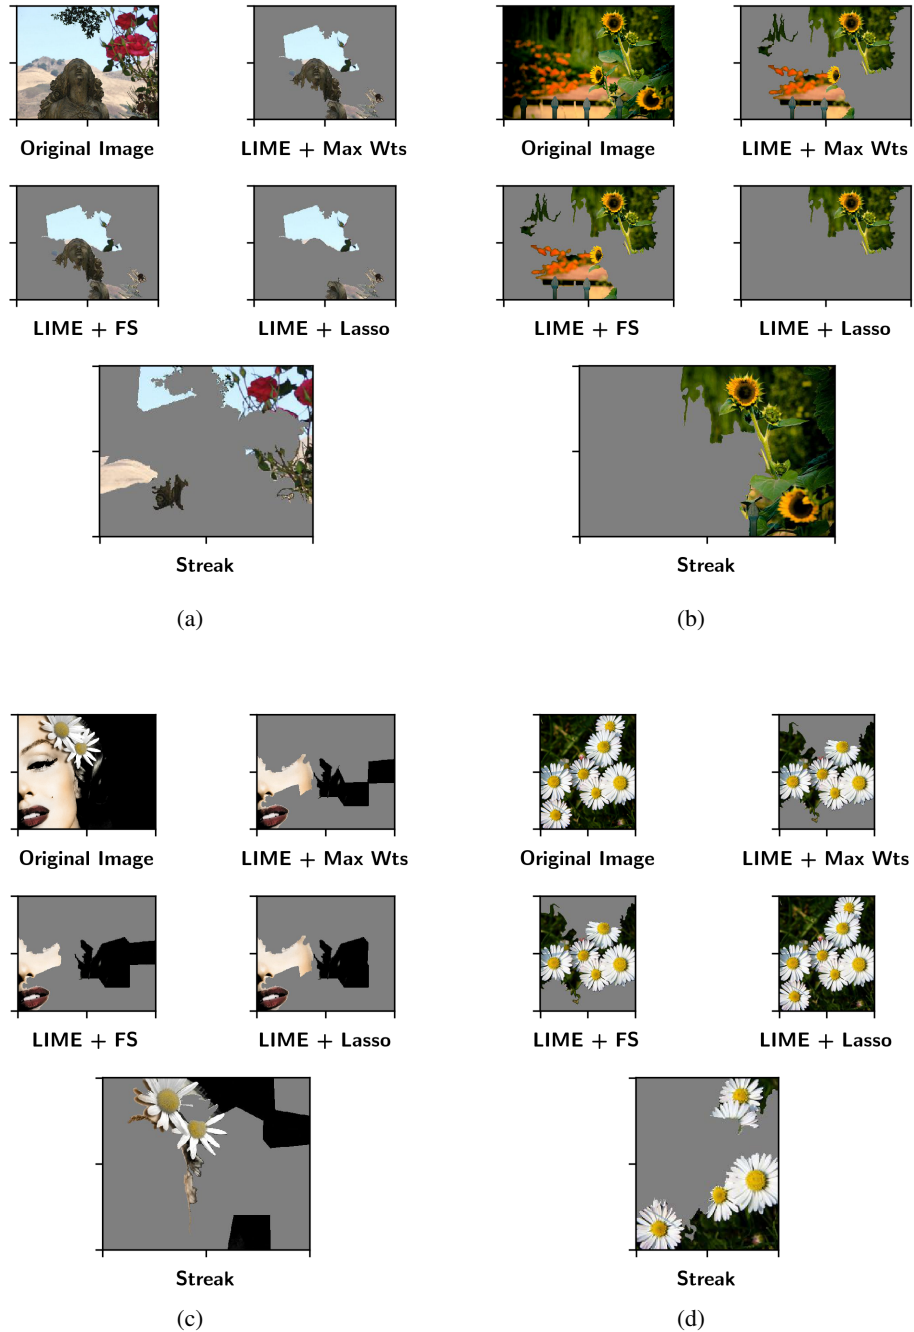 Original Image LIME + Max Wts Original Image LIME + Max Wts
LIME + FS LIME + Lasso LIME + FS LIME + Lasso
Streak Streak
(a) (b)
Original Image LIME + Max Wts Original Image LIME + Max Wts
LIME + FS LIME + Lasso LIME + FS LIME + Lasso
Streak Streak
(c) (d)